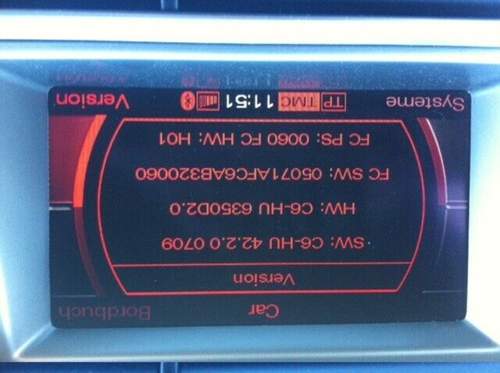 Car
Bordbuch
Version
SW: C6-HU 42.2.0 0709
HW: C6-HU 6350D2.0
FC SW: 05071AFC6AB320060
FC PS: 0060 FC HW: H01
Systeme TP TMC 11:51 Version